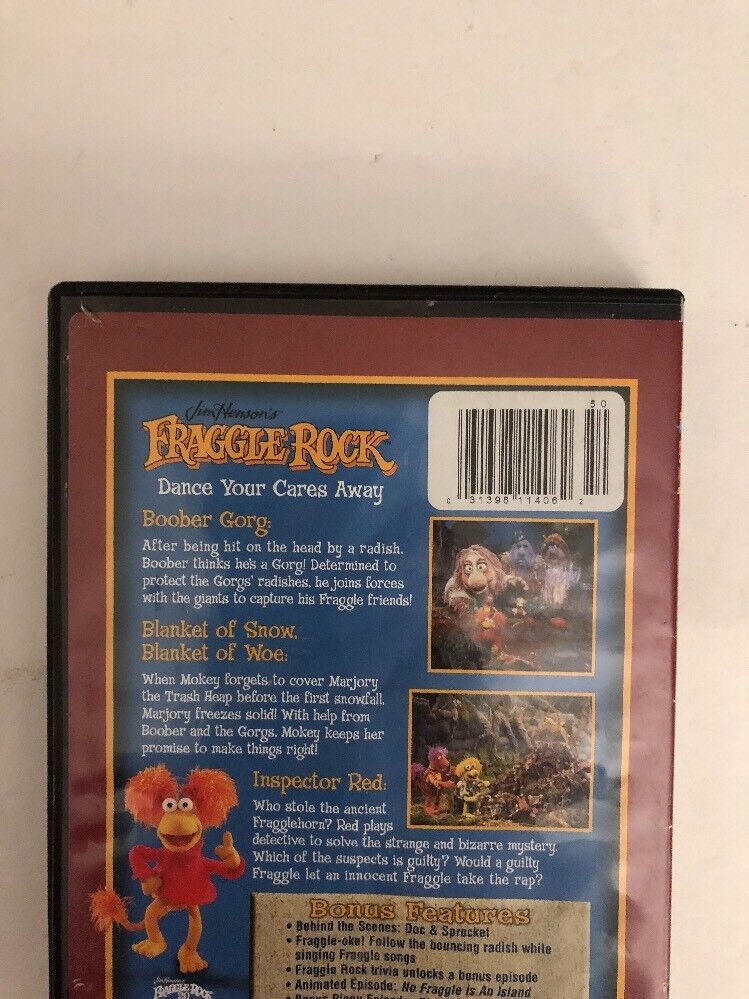 Jim Henson's
FRAGGLE ROCK
Dance Your Cares Away
50
0 31398 11406 2
Boober Gorg:
After being hit on the head by a radish,
Boober thinks he's a Gorg! Determined to
protect the Gorgs' radishes, he joins forces
with the giants to capture his Fraggle friends!
Blanket of Snow,
Blanket of Woe:
When Mokey forgets to cover Marjory
the Trash Heap before the first snowfall,
Marjory freezes solid! With help from
Boober and the Gorgs, Mokey keeps her
promise to make things right!
Inspector Red:
Who stole the ancient
Fragglehorn? Red plays
detective to solve the strange and bizarre mystery.
Which of the suspects is guilty? Would a guilty
Fraggle let an innocent Fraggle take the rap?
Bonus Features
• Behind the Scenes: Doc & Sprocket
• Fraggle-oke! Follow the bouncing radish while
singing Fraggle songs
• Fraggle Rock trivia unlocks a bonus episode
• Animated Episode: No Fraggle Is An Island
Jim Henson's
FRAGGLE ROCK